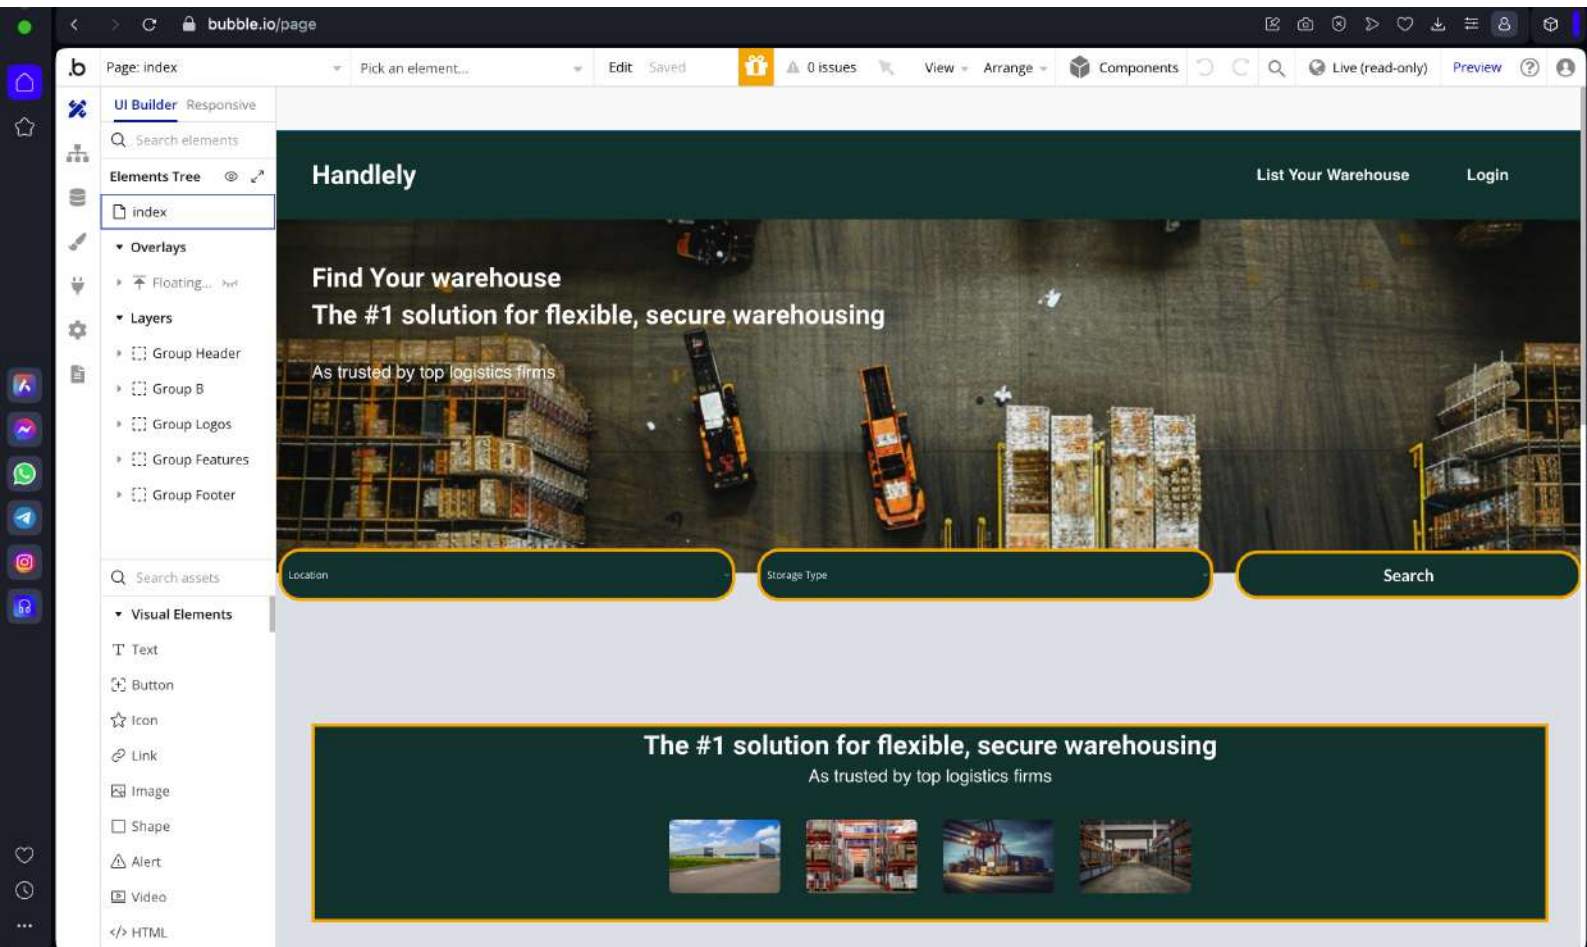 bubble.io/page
Page: index
Pick an element...
Edit Saved
0 issues
View
Arrange
Components
Live (read-only)
Preview
UI Builder Responsive
Search elements
Elements Tree
index
Overlays
Floating...
Layers
Group Header
Group B
Group Logos
Group Features
Group Footer
Search assets
Visual Elements
Text
Button
Icon
Link
Image
Shape
Alert
Video
</> HTML
Handlely
List Your Warehouse
Login
Find Your warehouse
The #1 solution for flexible, secure warehousing
As trusted by top logistics firms
Location
Storage Type
Search
The #1 solution for flexible, secure warehousing
As trusted by top logistics firms